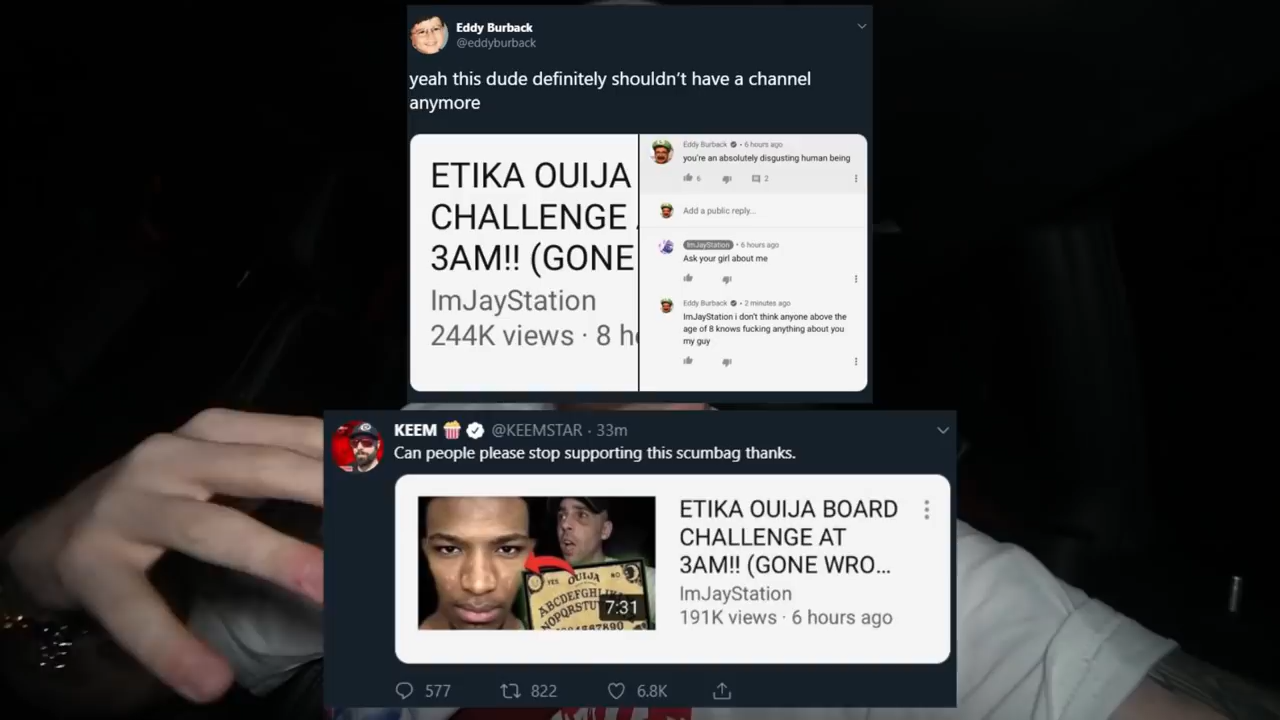 Eddy Burback
@eddyburback
yeah this dude definitely shouldn't have a channel
anymore
ETIKA OUIJA
CHALLENGE
3AM!! (GONE
ImJayStation
244K views · 8 h
Eddy Burback • 6 hours ago
you're an absolutely disgusting human being
6
2
Add a public reply...
ImJayStation • 6 hours ago
Ask your girl about me
Eddy Burback • 2 minutes ago
ImJayStation i don't think anyone above the
age of 8 knows fucking anything about you
my guy
KEEM @KEEMSTAR · 33m
Can people please stop supporting this scumbag thanks.
YES OUIJA NO
ABCDEFGHI
NOPQRSTU
7:31
ETIKA OUIJA BOARD
CHALLENGE AT
3AM!! (GONE WRO...
ImJayStation
191K views · 6 hours ago
577
822
6.8K